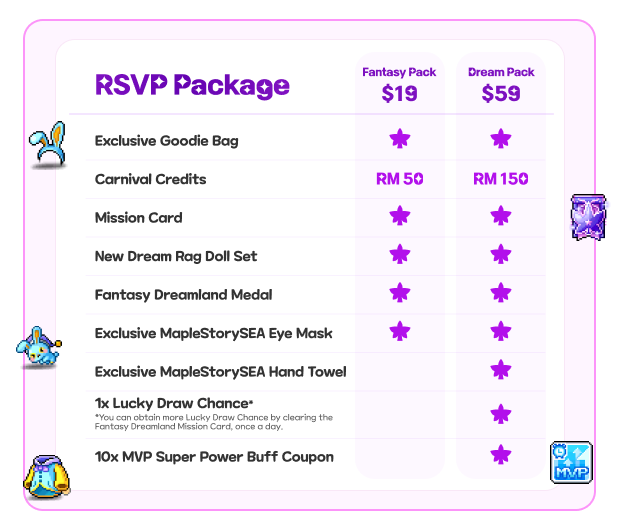 RSVP Package
Fantasy Pack
$19
Dream Pack
$59
Exclusive Goodie Bag
Carnival Credits
RM 50
RM 150
Mission Card
New Dream Rag Doll Set
Fantasy Dreamland Medal
Exclusive MapleStorySEA Eye Mask
Exclusive MapleStorySEA Hand Towel
1x Lucky Draw Chance*
*You can obtain more Lucky Draw Chance by clearing the
Fantasy Dreamland Mission Card, once a day.
10x MVP Super Power Buff Coupon
MVP